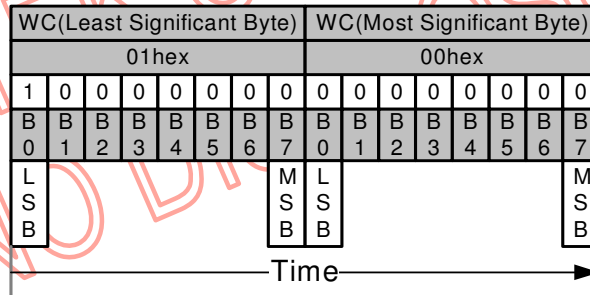 WC(Least Significant Byte) WC(Most Significant Byte)
01hex 00hex
1 0 0 0 0 0 0 0 0 0 0 0 0 0 0 0
B B B B B B B B B B B B B B B B
0 1 2 3 4 5 6 7 0 1 2 3 4 5 6 7
L M L M
S S S S
B B B B
Time